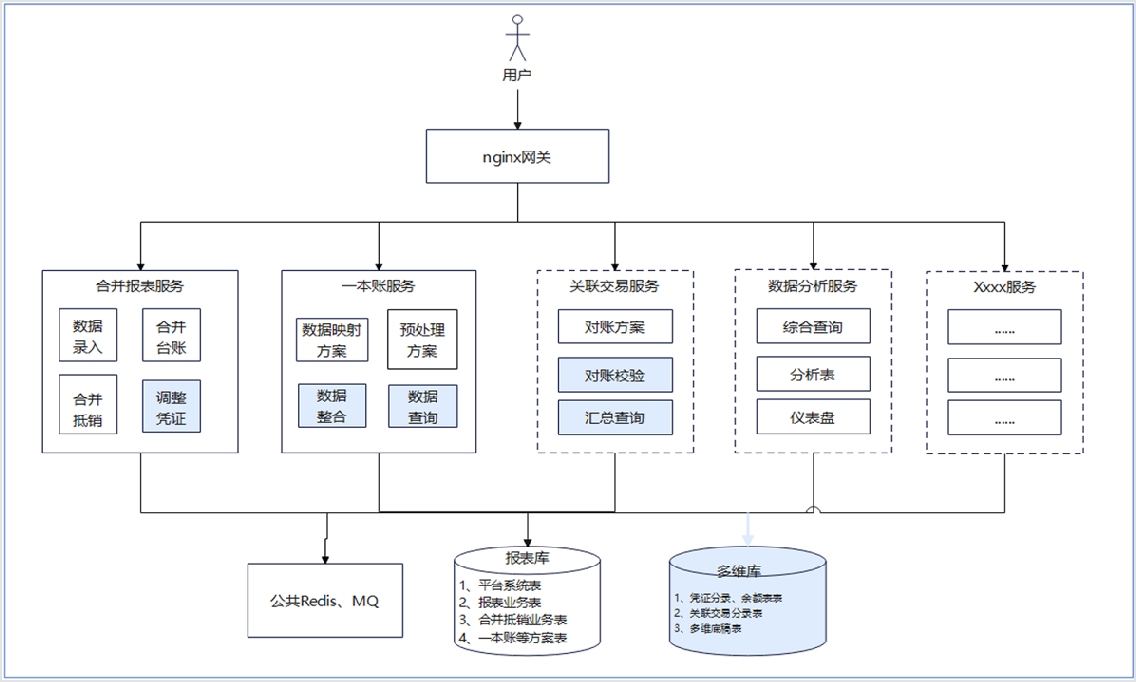 用户
nginx网关
合并报表服务
数据
录入
合并
台账
合并
抵销
调整
凭证
一本账服务
数据映射
方案
预处理
方案
数据
整合
数据
查询
关联交易服务
对账方案
对账校验
汇总查询
数据分析服务
综合查询
分析表
仪表盘
Xxxx服务
......
......
......
公共Redis、MQ
报表库
1、平台系统表
2、报表业务表
3、合并抵销业务表
4、一本账等方案表
多维库
1、凭证分录、余额表表
2、关联交易分录表
3、多维底稿表